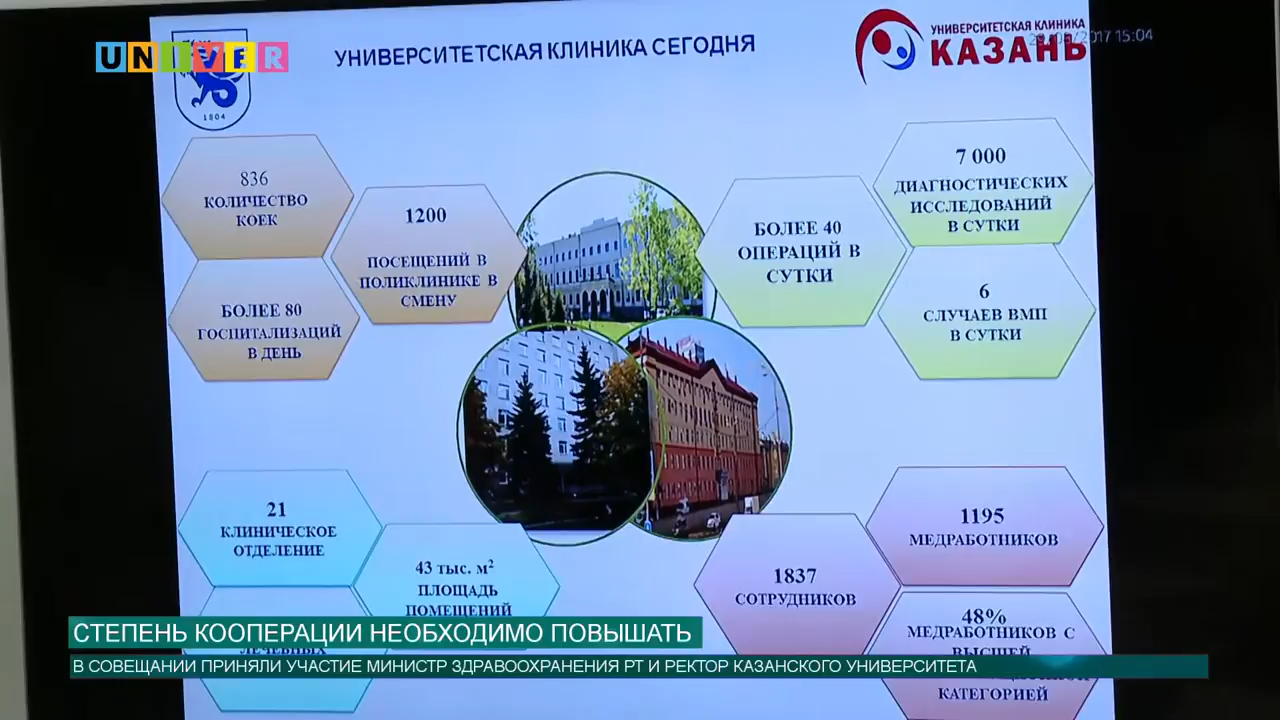 UNIVER
1804
УНИВЕРСИТЕТСКАЯ КЛИНИКА СЕГОДНЯ
УНИВЕРСИТЕТСКАЯ КЛИНИКА
КАЗАНЬ
2017 15:04
836
КОЛИЧЕСТВО
КОЕК
1200
ПОСЕЩЕНИЙ В
ПОЛИКЛИНИКЕ В
СМЕНУ
БОЛЕЕ 80
ГОСПИТАЛИЗАЦИЙ
В ДЕНЬ
БОЛЕЕ 40
ОПЕРАЦИЙ В
СУТКИ
7 000
ДИАГНОСТИЧЕСКИХ
ИССЛЕДОВАНИЙ
В СУТКИ
6
СЛУЧАЕВ ВМП
В СУТКИ
21
КЛИНИЧЕСКОЕ
ОТДЕЛЕНИЕ
43 тыс. м²
ПЛОЩАДЬ
ПОМЕЩЕНИЙ
1837
СОТРУДНИКОВ
1195
МЕДРАБОТНИКОВ
48%
МЕДРАБОТНИКОВ С
ВЫСШЕЙ
КАТЕГОРИЕЙ
СТЕПЕНЬ КООПЕРАЦИИ НЕОБХОДИМО ПОВЫШАТЬ
В СОВЕЩАНИИ ПРИНЯЛИ УЧАСТИЕ МИНИСТР ЗДРАВООХРАНЕНИЯ РТ И РЕКТОР КАЗАНСКОГО УНИВЕРСИТЕТА